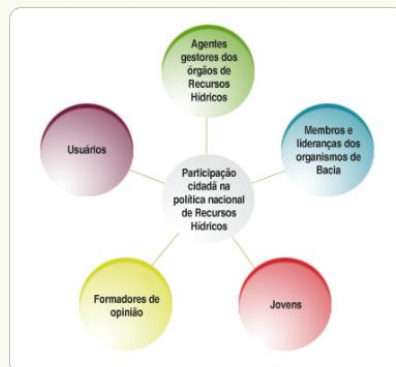 Agentes
gestores dos
órgãos de
Recursos
Hídricos
Usuários
Membros e
lideranças dos
organismos de
Bacia
Participação
cidadã na
política nacional
de Recursos
Hídricos
Formadores de
opinião
Jovens